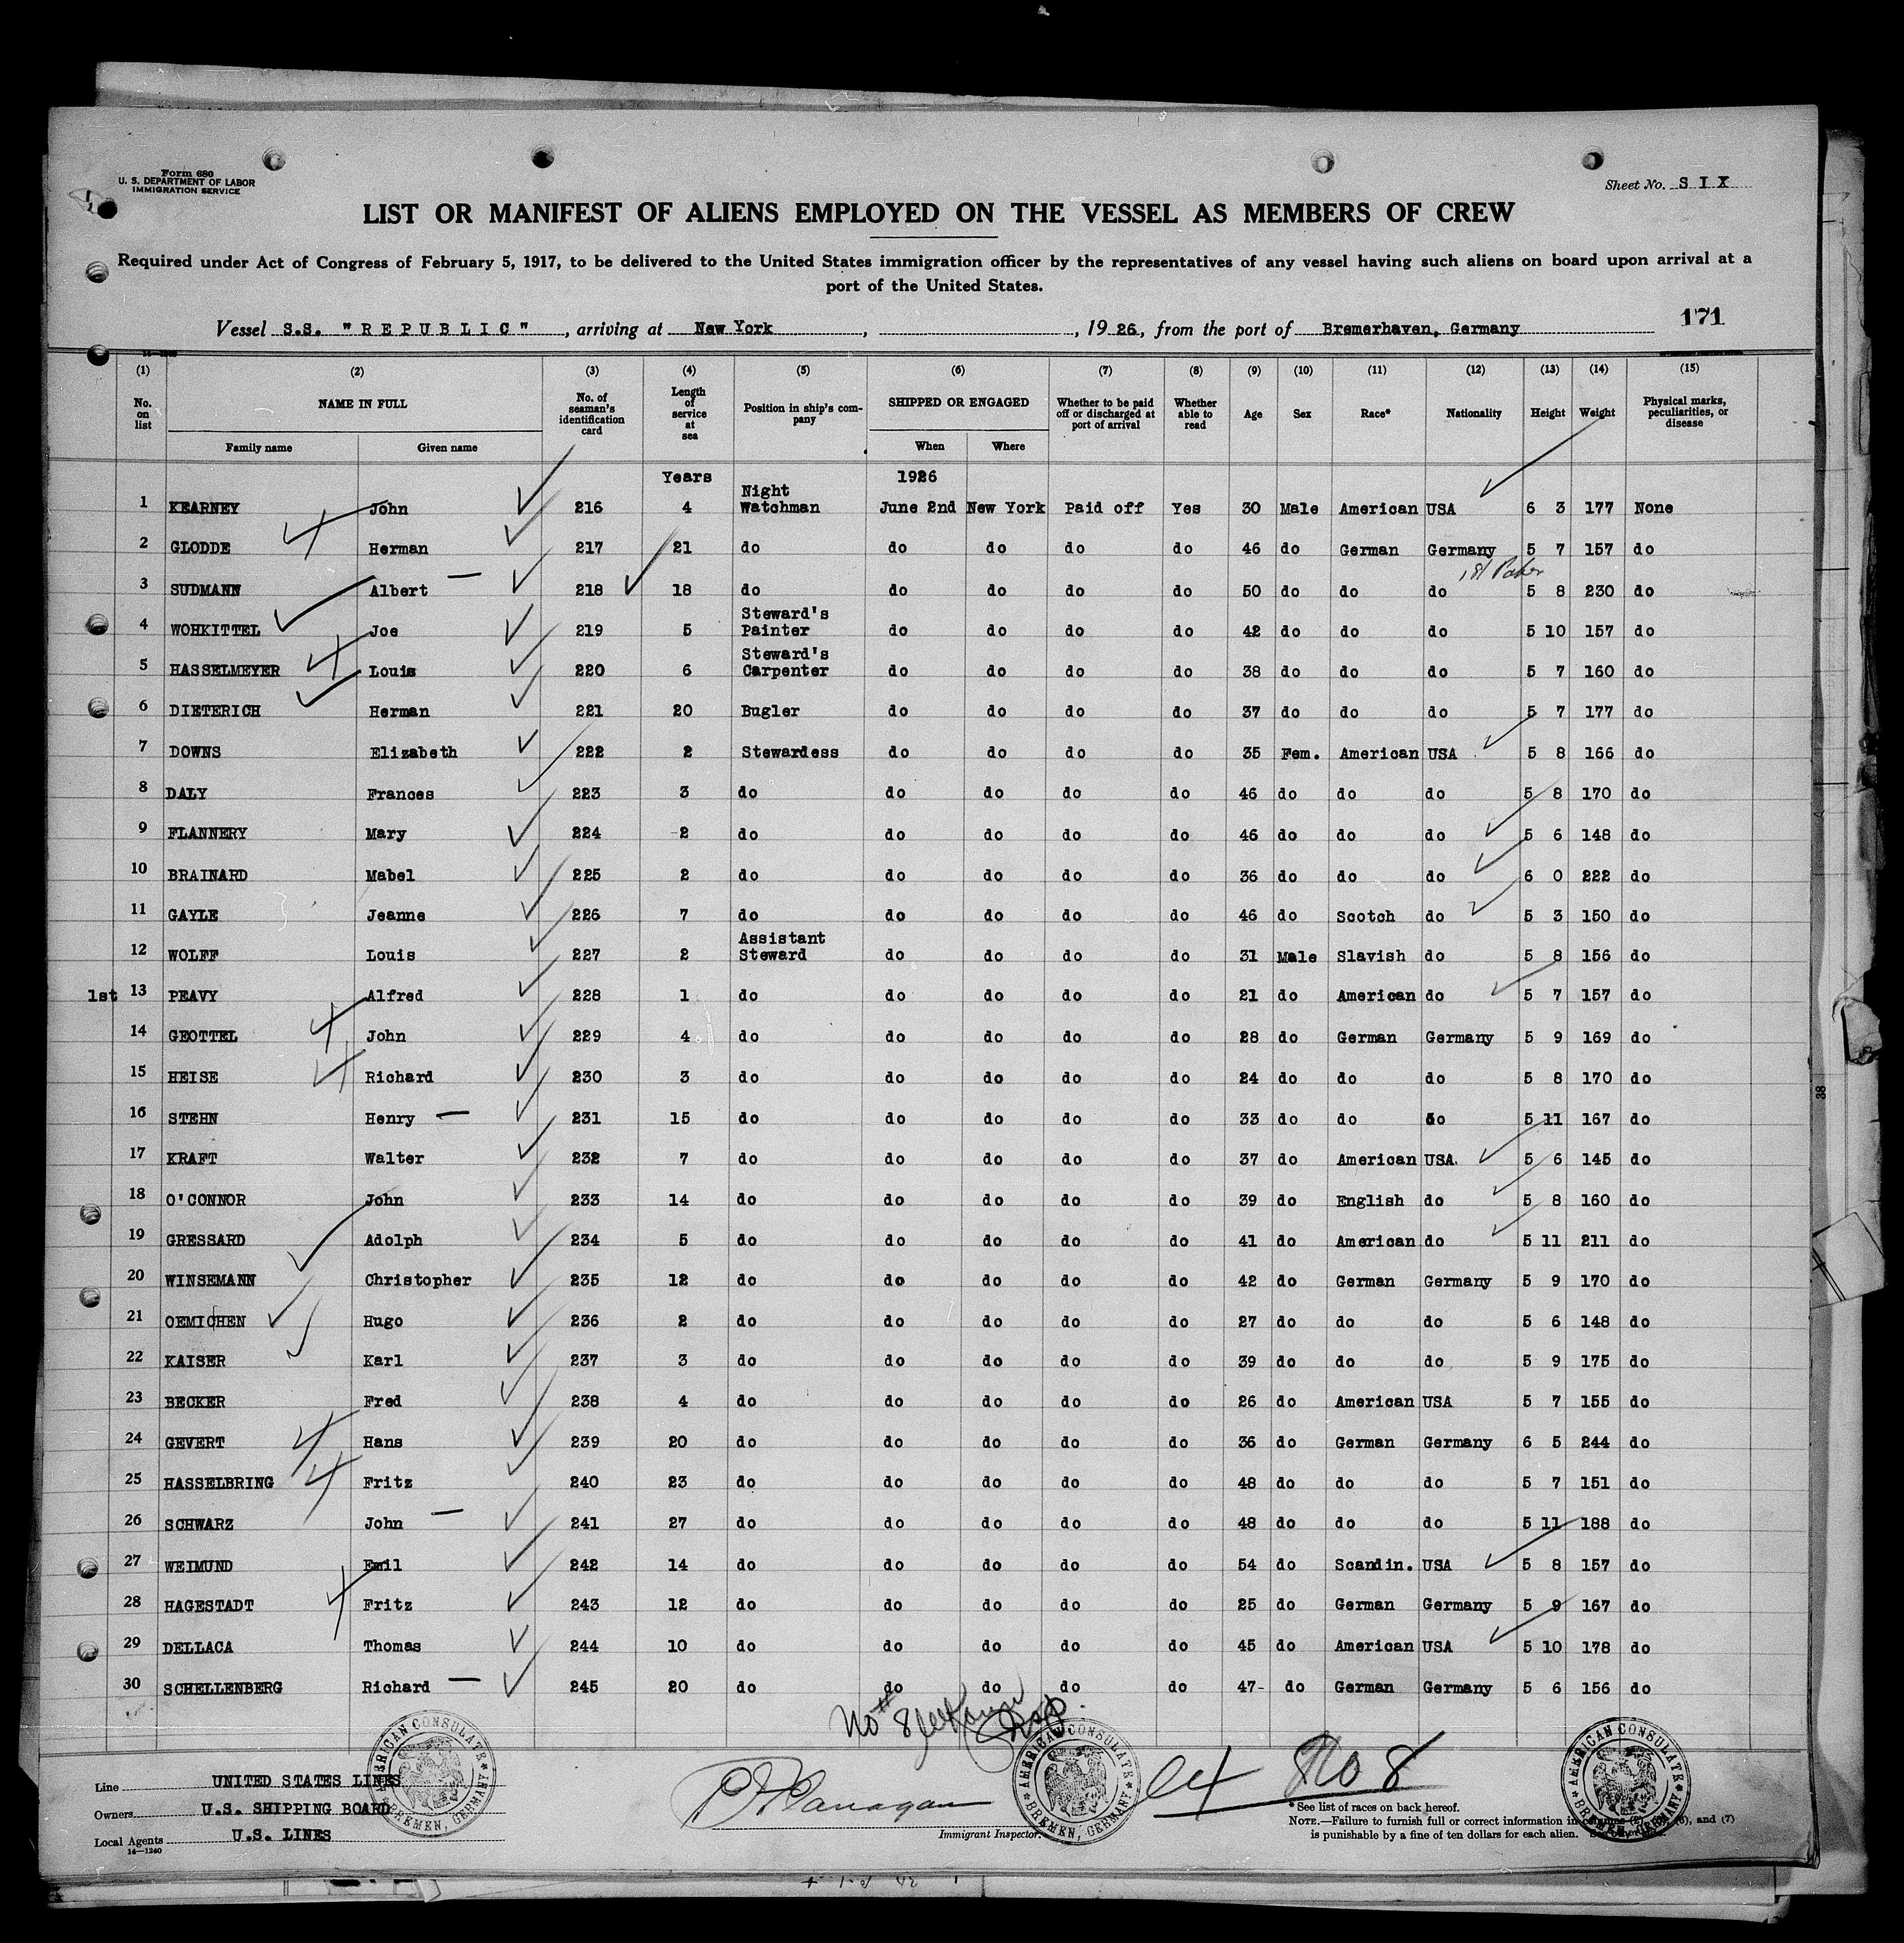 Form 680
U. S. DEPARTMENT OF LABOR
IMMIGRATION SERVICE
Sheet No. SIX
LIST OR MANIFEST OF ALIENS EMPLOYED ON THE VESSEL AS MEMBERS OF CREW
Required under Act of Congress of February 5, 1917, to be delivered to the United States immigration officer by the representatives of any vessel having such aliens on board upon arrival at a
port of the United States.
Vessel S.S. "REPUBLIC", arriving at New York, , 1926, from the port of Bremerhaven, Germany
171
(1) (2) (3) (4) (5) (6) (7) (8) (9) (10) (11) (12) (13) (14) (15)
No. on list NAME IN FULL Family name Given name No. of seaman's identification card Length of service at sea Position in ship's company SHIPPED OR ENGAGED When Where Whether to be paid off or discharged at port of arrival Whether able to read Age Sex Race* Nationality Height Weight Physical marks, peculiarities, or disease
Years 1926
1 KEARNEY John 216 4 Night Watchman June 2nd New York Paid off Yes 30 Male American USA 6 3 177 None
2 GLODDE Herman 217 21 do do do do do 46 do German Germany 5 7 157 do
1st Paper
3 SUDMANN Albert 218 18 do do do do do 50 do do do 5 8 230 do
4 WOHKITTEL Joe 219 5 Steward's Painter do do do do 42 do do do 5 10 157 do
5 HASSELMEYER Louis 220 6 Steward's Carpenter do do do do 38 do do do 5 7 160 do
6 DIETERICH Herman 221 20 Bugler do do do do 37 do do do 5 7 177 do
7 DOWNS Elizabeth 222 2 Stewardess do do do do 35 Fem. American USA 5 8 166 do
8 DALY Frances 223 3 do do do do do 46 do do do 5 8 170 do
9 FLANNERY Mary 224 2 do do do do do 46 do do do 5 6 148 do
10 BRAINARD Mabel 225 2 do do do do do 36 do do do 6 0 222 do
11 GAYLE Jeanne 226 7 do do do do do 46 do Scotch do 5 3 150 do
12 WOLFF Louis 227 2 Assistant Steward do do do do 31 Male Slavish do 5 8 156 do
1st 13 PEAVY Alfred 228 1 do do do do do 21 do American do 5 7 157 do
14 GEOTTEL John 229 4 do do do do do 28 do German Germany 5 9 169 do
15 HEISE Richard 230 3 do do do do do 24 do do do 5 8 170 do
16 STEHN Henry 231 15 do do do do do 33 do do do 5 11 167 do
17 KRAFT Walter 232 7 do do do do do 37 do American USA. 5 6 145 do
18 O'CONNOR John 233 14 do do do do do 39 do English do 5 8 160 do
19 GRESSARD Adolph 234 5 do do do do do 41 do American do 5 11 211 do
20 WINSEMANN Christopher 235 12 do do do do do 42 do German Germany 5 9 170 do
21 OEMICHEN Hugo 236 2 do do do do do 27 do do do 5 6 148 do
22 KAISER Karl 237 3 do do do do do 39 do do do 5 9 175 do
23 BECKER Fred 238 4 do do do do do 26 do American USA 5 7 155 do
24 GEVERT Hans 239 20 do do do do do 36 do German Germany 6 5 244 do
25 HASSELBRING Fritz 240 23 do do do do do 48 do do do 5 7 151 do
26 SCHWARZ John 241 27 do do do do do 48 do do do 5 11 188 do
27 WEIMUND Emil 242 14 do do do do do 54 do Scandin. USA 5 8 157 do
28 HAGESTADT Fritz 243 12 do do do do do 25 do German Germany 5 9 167 do
29 DELLACA Thomas 244 10 do do do do do 45 do American USA 5 10 178 do
30 SCHELLENBERG Richard 245 20 do do do do do 47- do German Germany 5 6 156 do
No # 8
Line UNITED STATES LINES
Owners U.S. SHIPPING BOARD
Local Agents U.S. LINES
14—1240
Flanagan
Immigrant Inspector.
No 8
AMERICAN CONSULATE BREMEN, GERMANY
AMERICAN CONSULATE BREMEN, GERMANY
AMERICAN CONSULATE BREMEN, GERMANY
*See list of races on back hereof.
NOTE.—Failure to furnish full or correct information in columns (6), and (7)
is punishable by a fine of ten dollars for each alien.
38